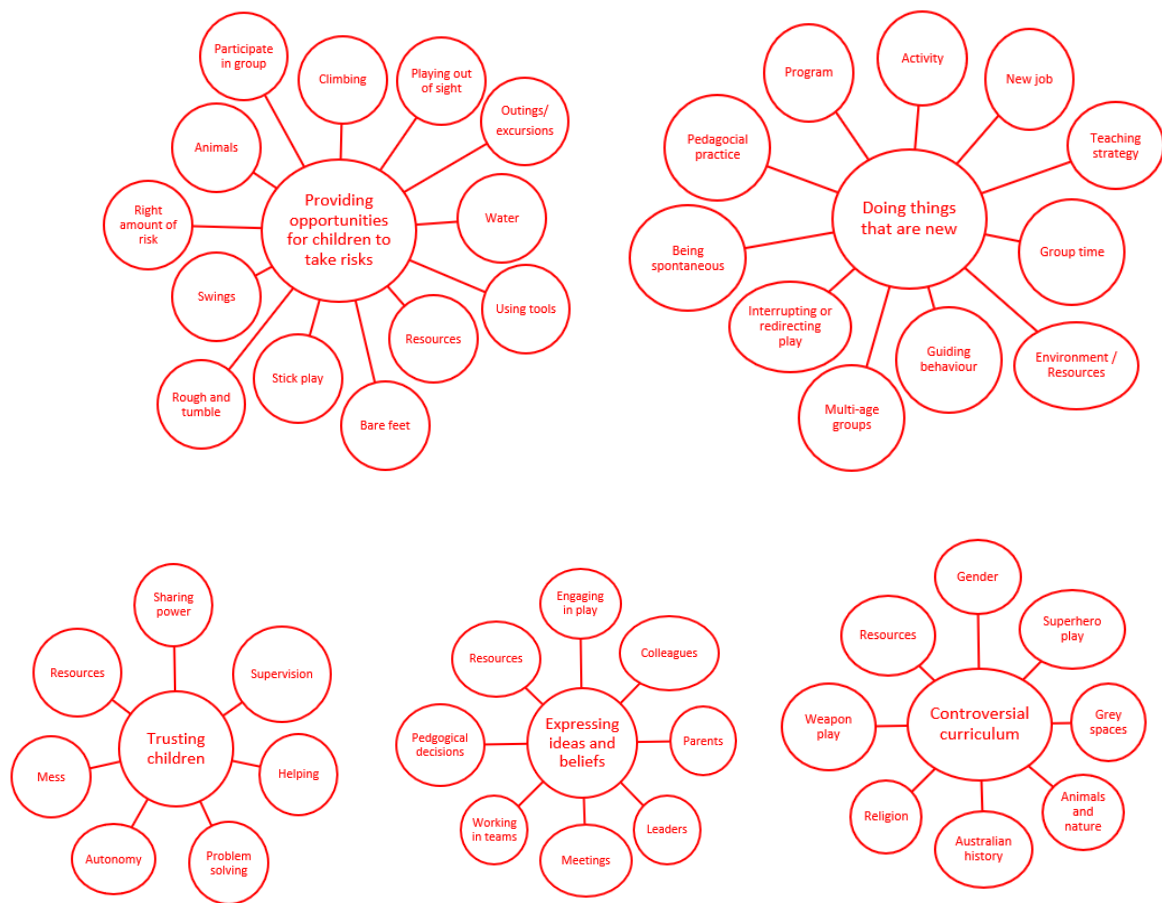 Participate
in group
Climbing
Playing out
of sight
Outings/
excursions
Animals
Right
amount of
risk
Providing
opportunities
for children to
take risks
Water
Swings
Using tools
Resources
Stick play
Rough and
tumble
Bare feet
Program
Activity
New job
Pedagocial
practice
Teaching
strategy
Doing things
that are new
Being
spontaneous
Group time
Interrupting or
redirecting
play
Guiding
behaviour
Environment /
Resources
Multi-age
groups
Sharing
power
Resources
Supervision
Trusting
children
Mess
Helping
Autonomy
Problem
solving
Engaging
in play
Resources
Colleagues
Expressing
ideas and
beliefs
Pedgogical
decisions
Parents
Working
in teams
Leaders
Meetings
Gender
Resources
Superhero
play
Weapon
play
Controversial
curriculum
Grey
spaces
Religion
Animals
and
nature
Australian
history